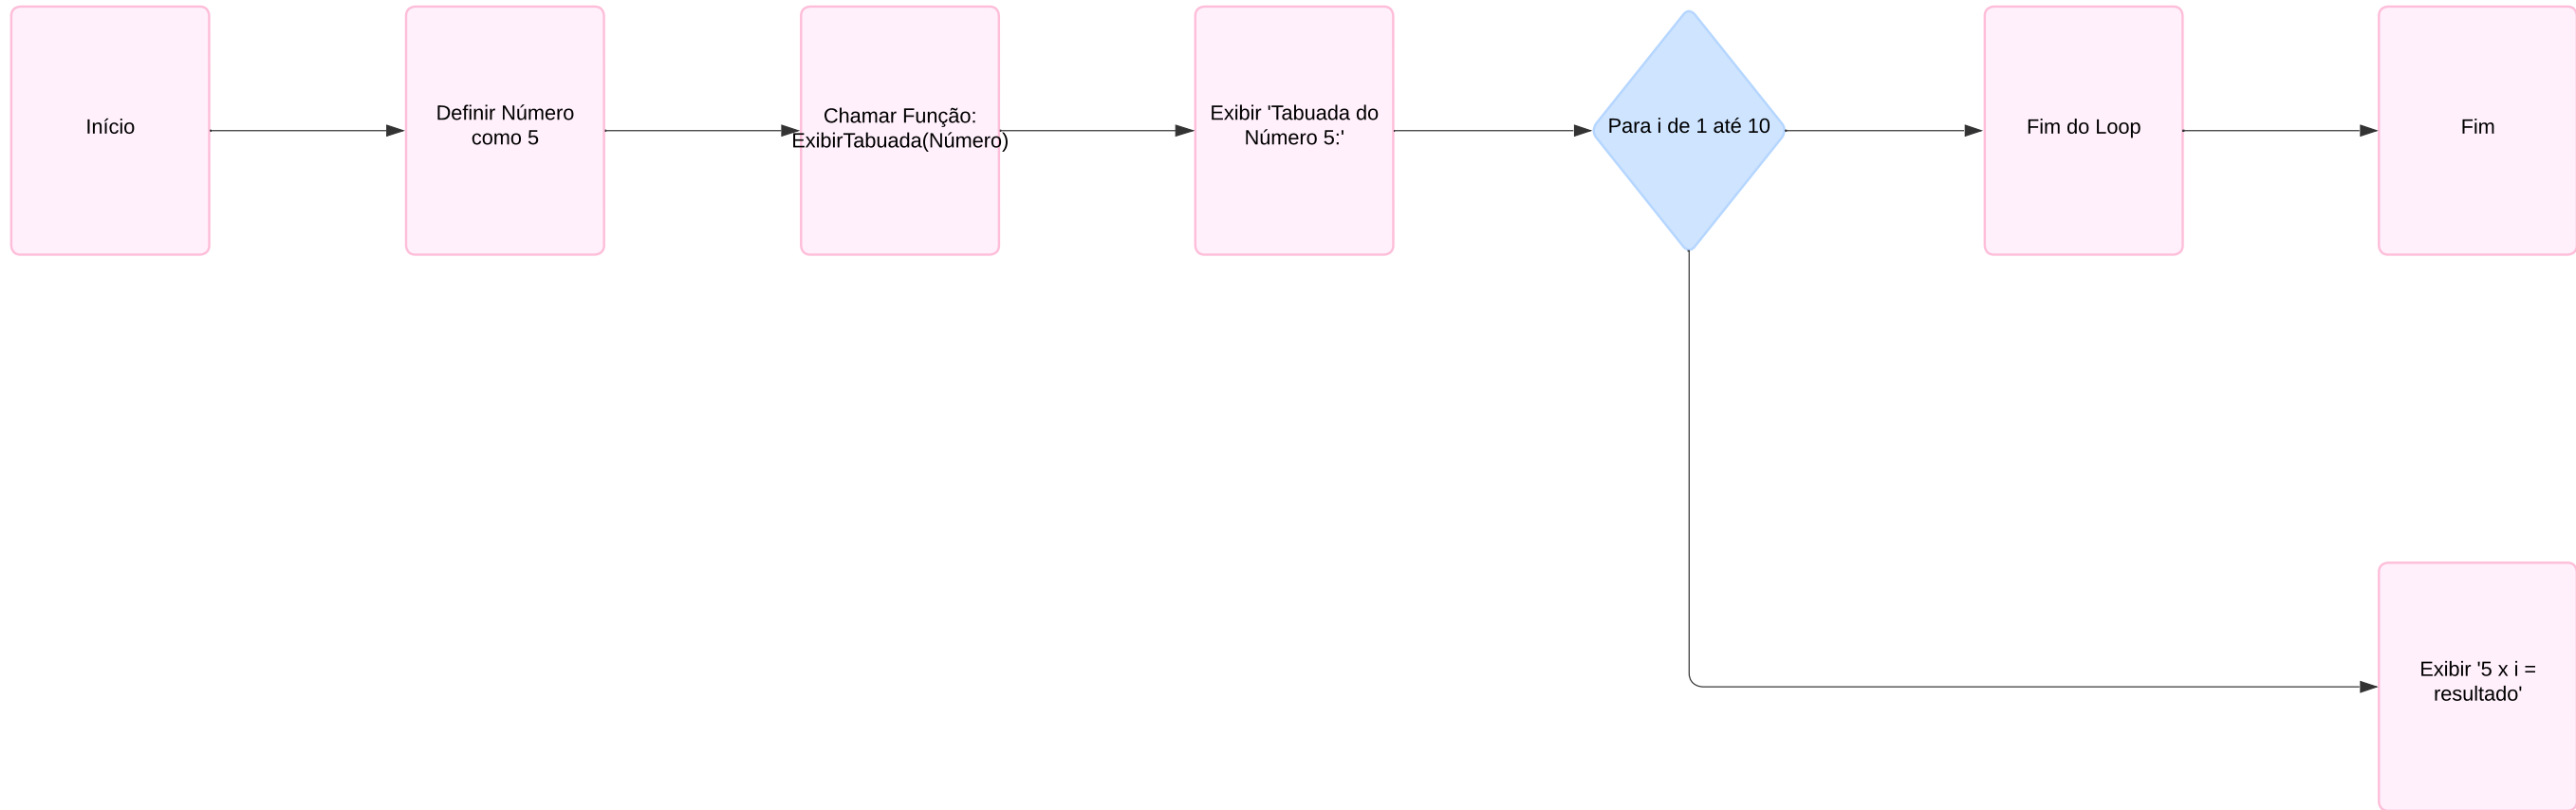 Início
Definir Número
como 5
Chamar Função:
ExibirTabuada(Número)
Exibir 'Tabuada do
Número 5:'
Para i de 1 até 10
Fim do Loop
Fim
Exibir '5 x i =
resultado'